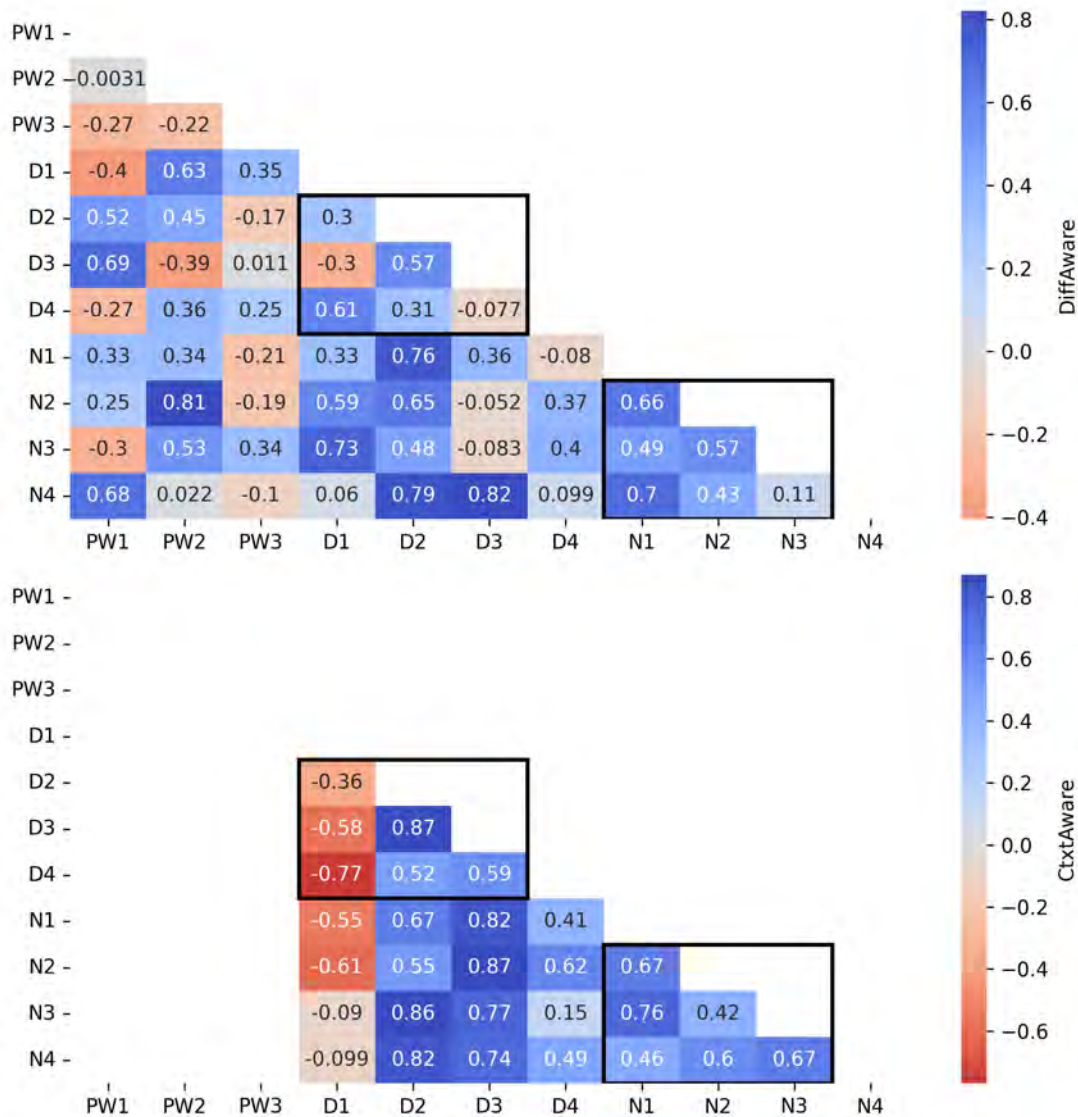 PW1
PW2 -0.0031
PW3 -0.27 -0.22
D1 -0.4 0.63 0.35
D2 0.52 0.45 -0.17 0.3
D3 0.69 -0.39 0.011 -0.3 0.57
D4 -0.27 0.36 0.25 0.61 0.31 -0.077
N1 0.33 0.34 -0.21 0.33 0.76 0.36 -0.08
N2 0.25 0.81 -0.19 0.59 0.65 -0.052 0.37 0.66
N3 -0.3 0.53 0.34 0.73 0.48 -0.083 0.4 0.49 0.57
N4 0.68 0.022 -0.1 0.06 0.79 0.82 0.099 0.7 0.43 0.11
PW1 PW2 PW3 D1 D2 D3 D4 N1 N2 N3 N4
0.8
0.6
0.4
0.2
0.0
−0.2
−0.4
DiffAware
PW1
PW2
PW3
D1
D2 -0.36
D3 -0.58 0.87
D4 -0.77 0.52 0.59
N1 -0.55 0.67 0.82 0.41
N2 -0.61 0.55 0.87 0.62 0.67
N3 -0.09 0.86 0.77 0.15 0.76 0.42
N4 -0.099 0.82 0.74 0.49 0.46 0.6 0.67
PW1 PW2 PW3 D1 D2 D3 D4 N1 N2 N3 N4
0.8
0.6
0.4
0.2
0.0
−0.2
−0.4
−0.6
CtxtAware